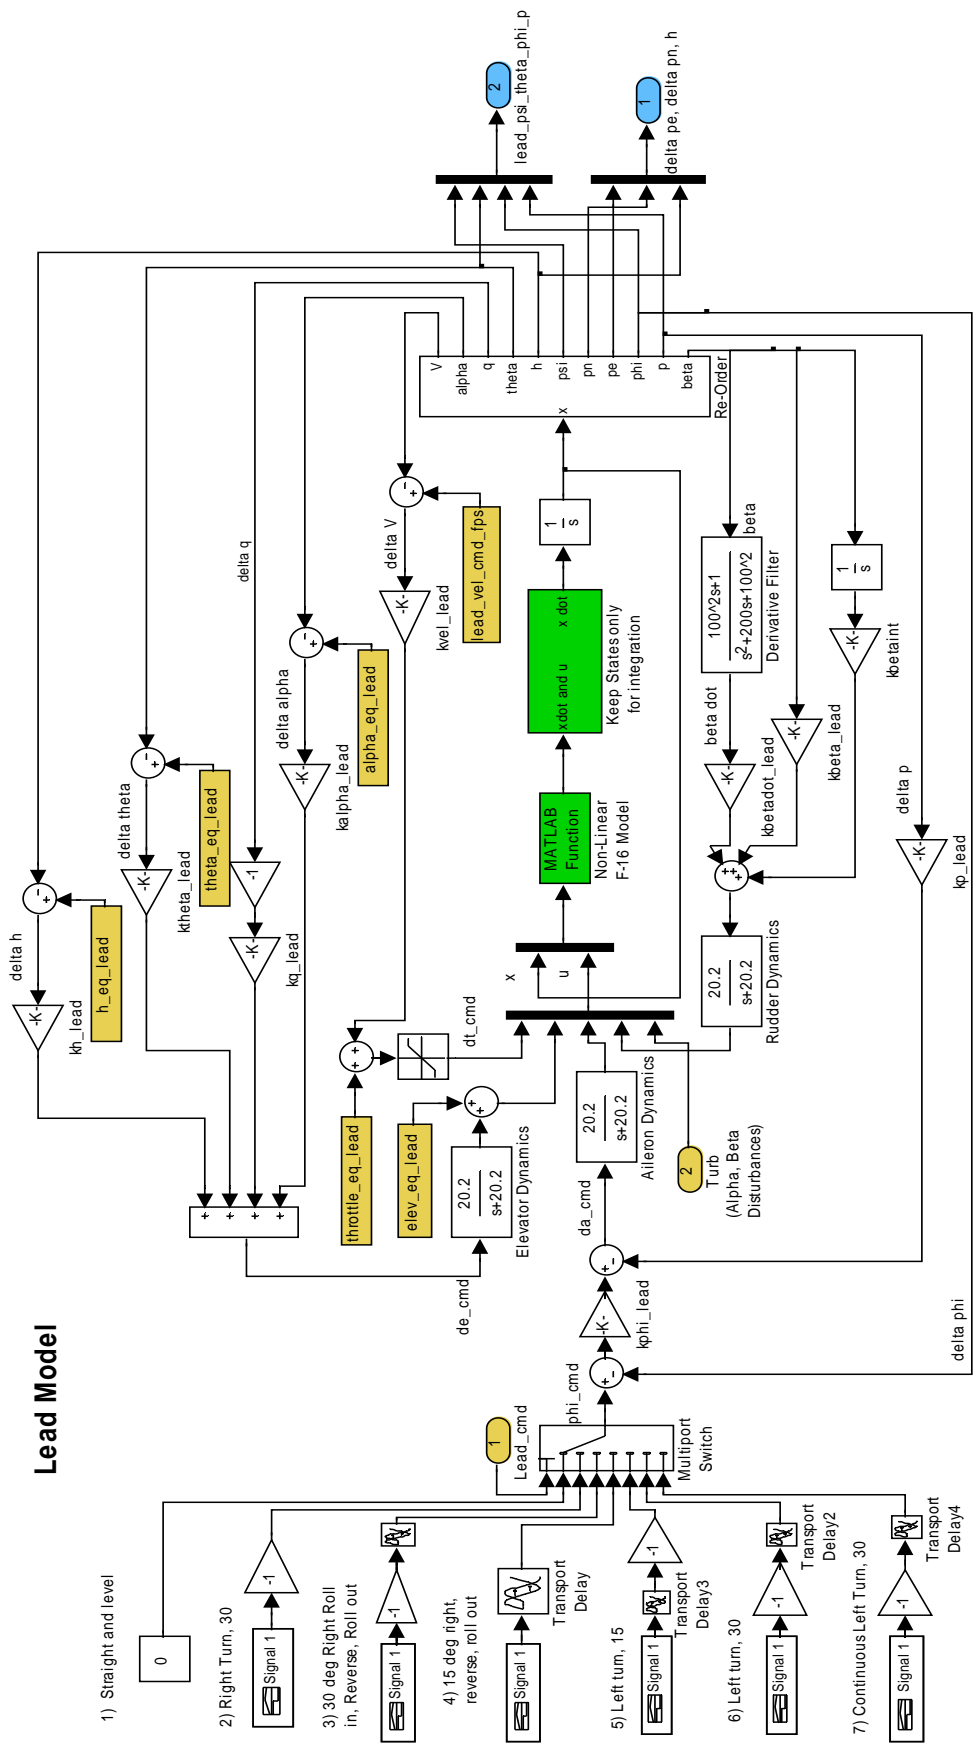 Lead Model
1) Straight and level
0
2) Right Turn, 30
Signal 1
-1
3) 30 deg Right Roll
in, Reverse, Roll out
Signal 1
-1
4) 15 deg right,
reverse, roll out
Signal 1
Transport
Delay
5) Left turn, 15
Signal 1
Transport
Delay3
-1
6) Left turn, 30
Signal 1
-1
Transport
Delay2
7) Continuous Left Turn, 30
Signal 1
-1
Transport
Delay4
1
Lead_cmd
Multiport
Switch
phi_cmd
+
-
-K-
kphi_lead
+
-
da_cmd
delta phi
de_cmd
+
+
+
+
20.2
s+20.2
Elevator Dynamics
elev_eq_lead
+
+
throttle_eq_lead
+
+
dt_cmd
20.2
s+20.2
Aileron Dynamics
2
Turb
(Alpha, Beta
Disturbances)
20.2
s+20.2
Rudder Dynamics
-K-
kh_lead
delta h
+
-
h_eq_lead
-K-
ktheta_lead
delta theta
+
-
theta_eq_lead
-K-
kq_lead
-1
delta q
-K-
kalpha_lead
delta alpha
+
-
alpha_eq_lead
-K-
kvel_lead
delta V
+
-
lead_vel_cmd_fps
x
u
MATLAB
Function
Non-Linear
F-16 Model
xdot and u
x dot
Keep States only
for integration
1
s
x
V
alpha
q
theta
h
psi
pn
pe
phi
p
beta
Re-Order
+
+
+
-K-
kbetadot_lead
beta dot
100^2s+1
s^2+200s+100^2
Derivative Filter
beta
-K-
kbeta_lead
-K-
kbetaint
1
s
-K-
kp_lead
delta p
2
lead_psi_theta_phi_p
1
delta pe, delta pn, h